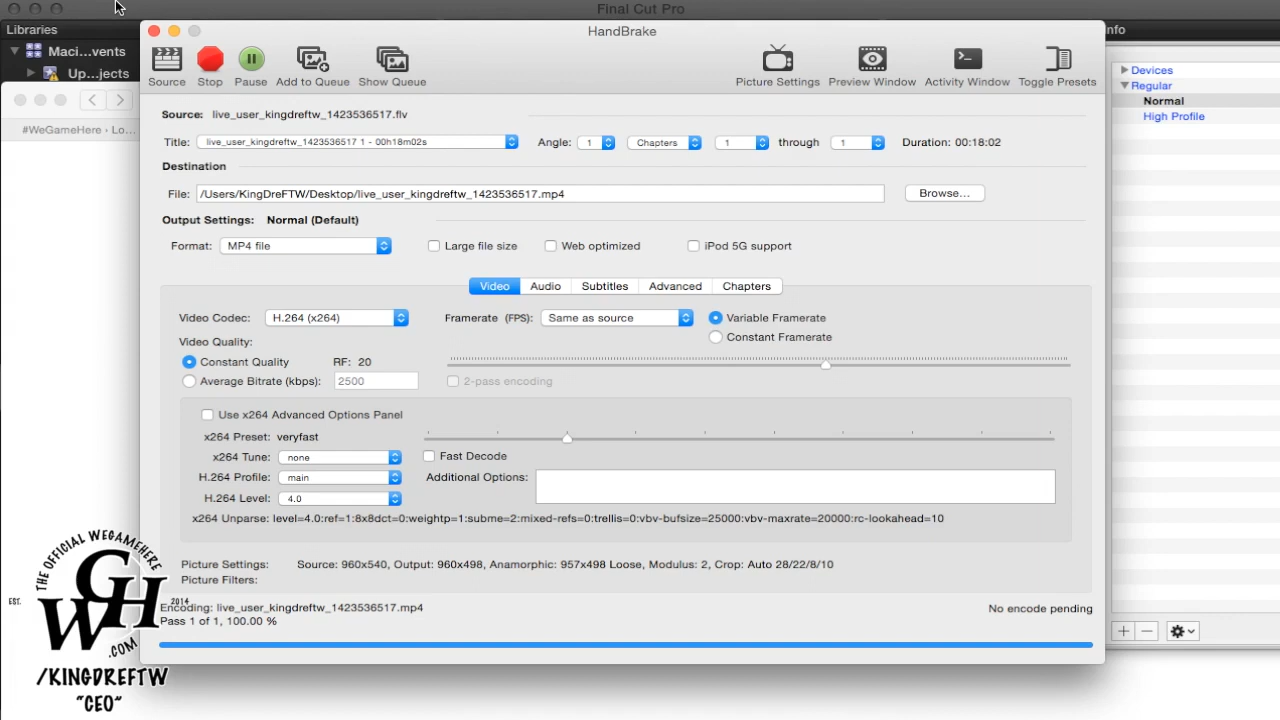 Final Cut Pro
Libraries
Maci...vents
Up...jects
#WeGameHere › Lo...
HandBrake
Source Stop Pause Add to Queue Show Queue Picture Settings Preview Window Activity Window Toggle Presets
Source: live_user_kingdreftw_1423536517.flv
Title: live_user_kingdreftw_1423536517 1 - 00h18m02s Angle: 1 Chapters 1 through 1 Duration: 00:18:02
Destination
File: /Users/KingDreFTW/Desktop/live_user_kingdreftw_1423536517.mp4 Browse...
Output Settings: Normal (Default)
Format: MP4 file Large file size Web optimized iPod 5G support
Video Audio Subtitles Advanced Chapters
Video Codec: H.264 (x264) Framerate (FPS): Same as source Variable Framerate
Constant Framerate
Video Quality:
Constant Quality RF: 20
Average Bitrate (kbps): 2500 2-pass encoding
Use x264 Advanced Options Panel
x264 Preset: veryfast
x264 Tune: none Fast Decode
H.264 Profile: main Additional Options:
H.264 Level: 4.0
x264 Unparse: level=4.0:ref=1:8x8dct=0:weightp=1:subme=2:mixed-refs=0:trellis=0:vbv-bufsize=25000:vbv-maxrate=20000:rc-lookahead=10
Picture Settings: Source: 960x540, Output: 960x498, Anamorphic: 957x498 Loose, Modulus: 2, Crop: Auto 28/22/8/10
Picture Filters:
Encoding: live_user_kingdreftw_1423536517.mp4 No encode pending
Pass 1 of 1, 100.00 %
nfo
Devices
Regular
Normal
High Profile
THE OFFICIAL WEGAMEHERE
EST. 2014
WGH
.COM
/KINGDREFTW
"CEO"